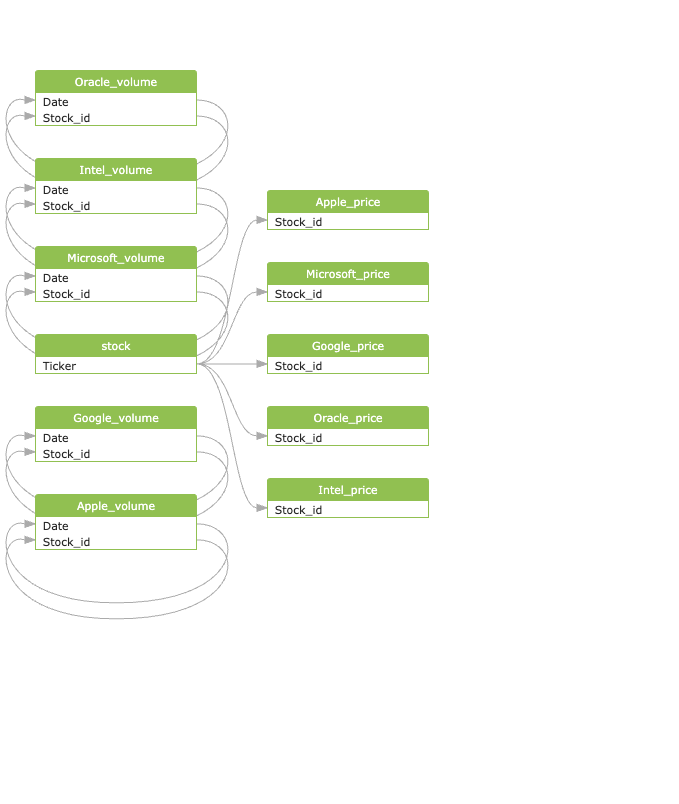 Oracle_volume
Date
Stock_id
Intel_volume
Date
Stock_id
Microsoft_volume
Date
Stock_id
stock
Ticker
Google_volume
Date
Stock_id
Apple_volume
Date
Stock_id
Apple_price
Stock_id
Microsoft_price
Stock_id
Google_price
Stock_id
Oracle_price
Stock_id
Intel_price
Stock_id